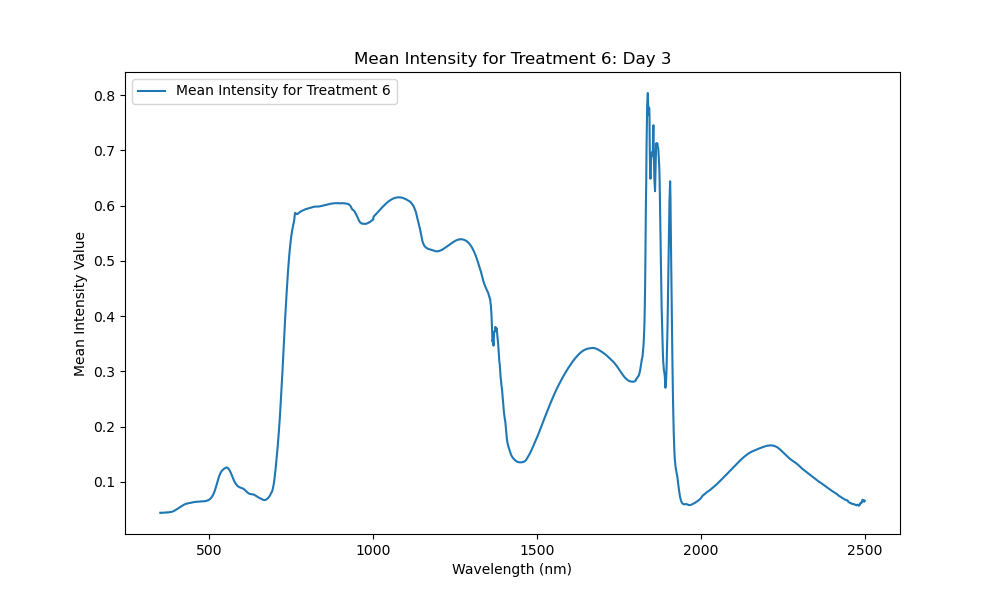 Mean Intensity for Treatment 6: Day 3
Mean Intensity for Treatment 6
0.8
0.7
0.6
0.5
0.4
0.3
0.2
0.1
Mean Intensity Value
500 1000 1500 2000 2500
Wavelength (nm)